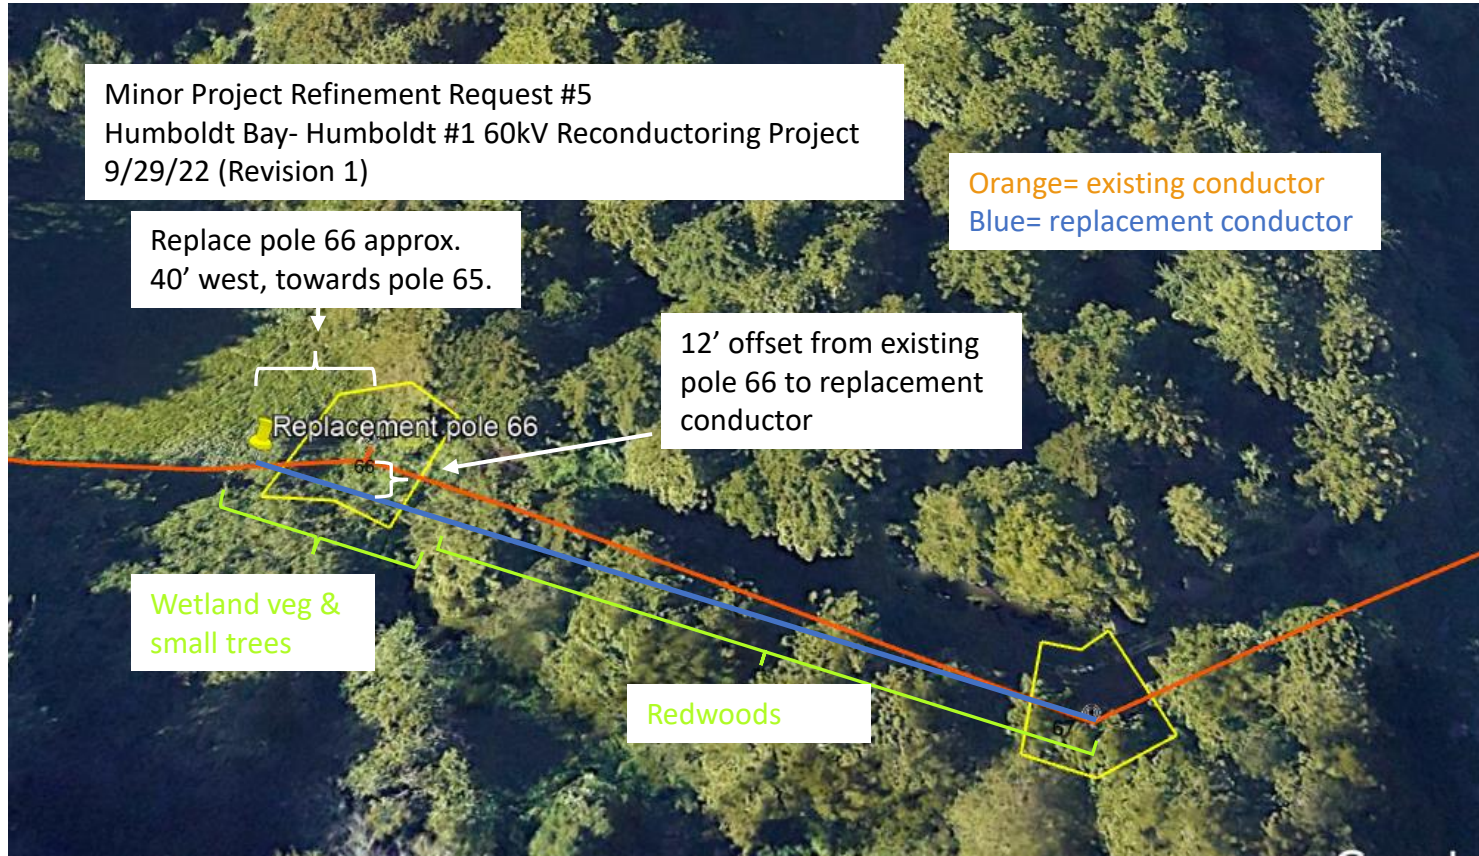 Minor Project Refinement Request #5
Humboldt Bay- Humboldt #1 60kV Reconductoring Project
9/29/22 (Revision 1)
Orange= existing conductor
Blue= replacement conductor
Replace pole 66 approx.
40’ west, towards pole 65.
12’ offset from existing
pole 66 to replacement
conductor
Replacement pole 66
66
Wetland veg &
small trees
Redwoods
67